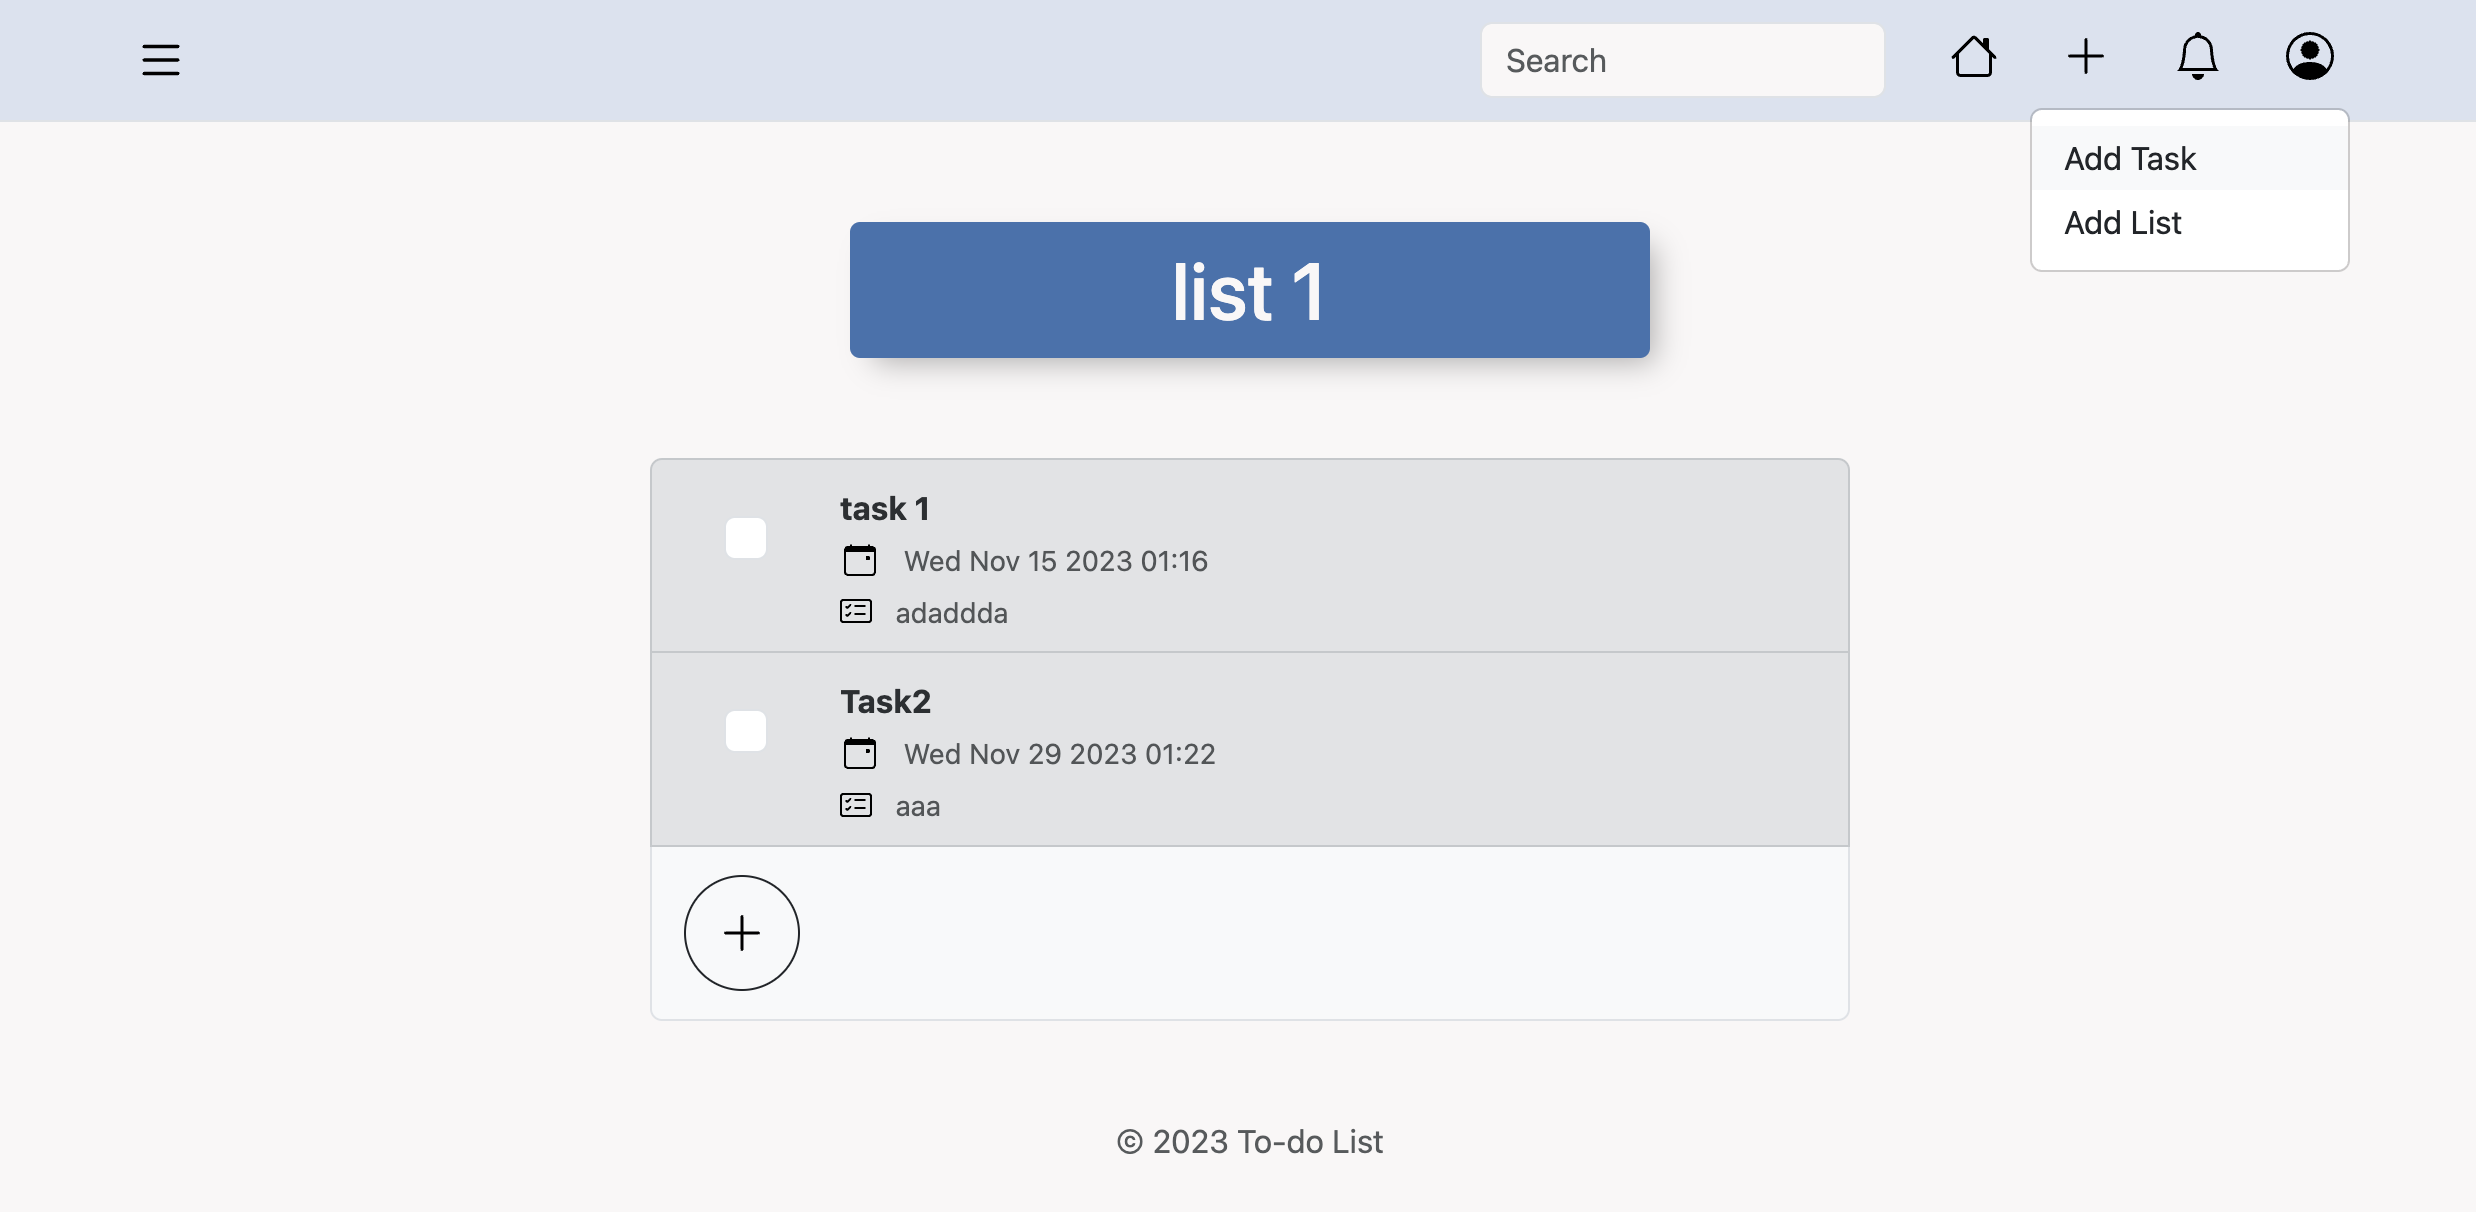 Search
Add Task
Add List
list 1
task 1
Wed Nov 15 2023 01:16
adaddda
Task2
Wed Nov 29 2023 01:22
aaa
© 2023 To-do List